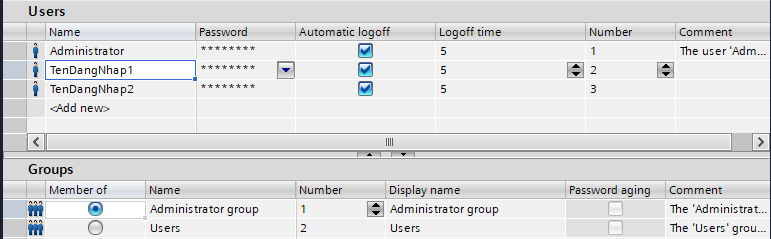 Users
Name Password Automatic logoff Logoff time Number Comment
Administrator ******** 5 1 The user 'Adm...
TenDangNhap1 ******** 5 2
TenDangNhap2 ******** 5 3
<Add new>
Groups
Member of Name Number Display name Password aging Comment
Administrator group 1 Administrator group The 'Administrat...
Users 2 Users The 'Users' grou...